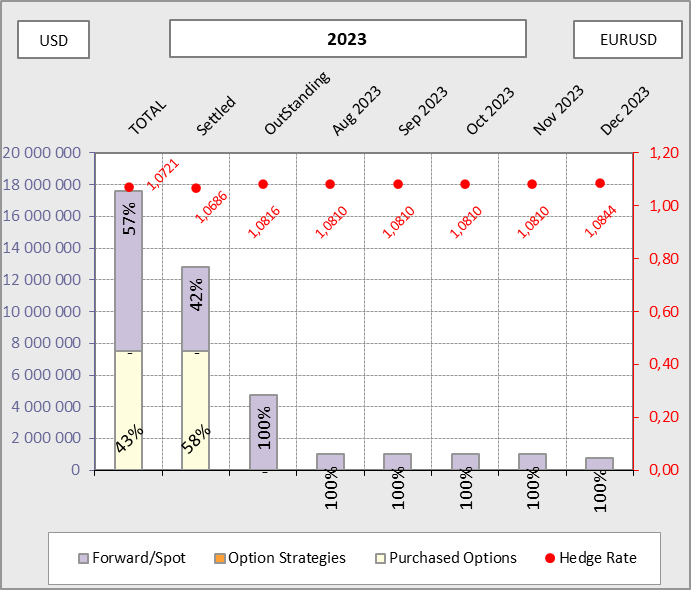 USD
2023
EURUSD
TOTAL
Settled
OutStanding
Aug 2023
Sep 2023
Oct 2023
Nov 2023
Dec 2023
20 000 000
18 000 000
16 000 000
14 000 000
12 000 000
10 000 000
8 000 000
6 000 000
4 000 000
2 000 000
0
1,20
1,00
0,80
0,60
0,40
0,20
0,00
1,0721
1,0686
1,0816
1,0810
1,0810
1,0810
1,0810
1,0844
57%
42%
-
-
43%
58%
100%
-
100%
100%
100%
100%
100%
Forward/Spot
Option Strategies
Purchased Options
Hedge Rate